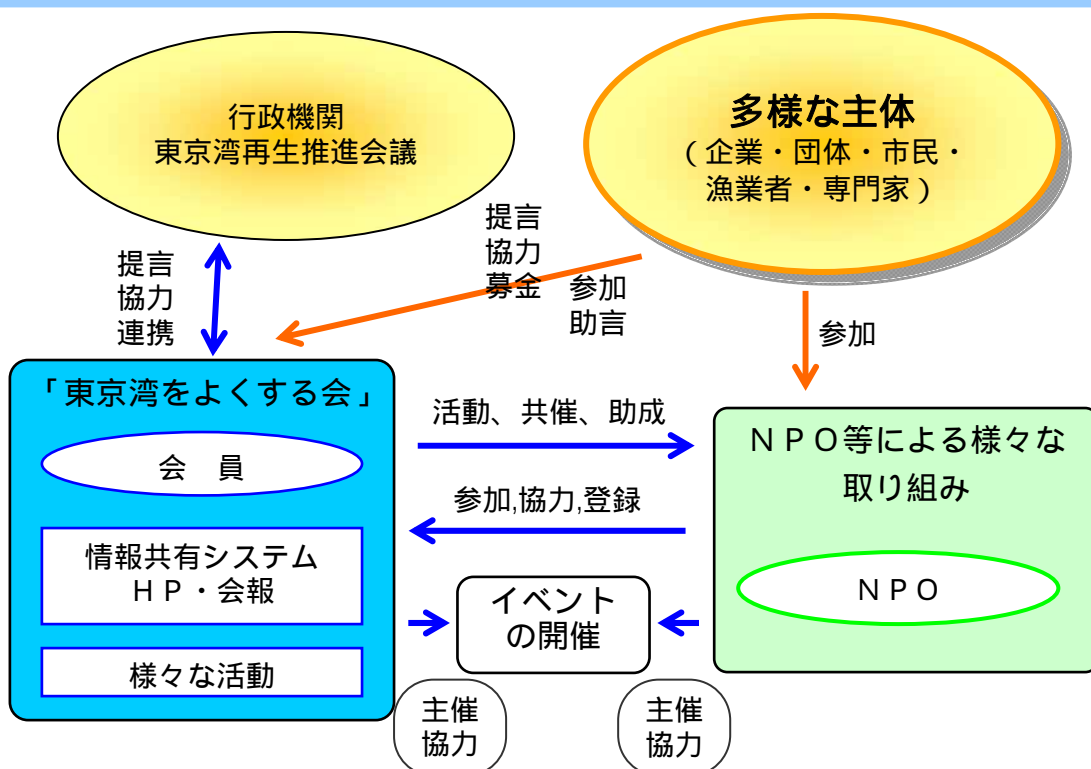 行政機関
東京湾再生推進会議
多様な主体
（企業・団体・市民・
漁業者・専門家）
提言
協力
連携
提言
協力
募金
参加
助言
参加
「東京湾をよくする会」
会　員
情報共有システム
ＨＰ・会報
様々な活動
活動、共催、助成
参加,協力,登録
イベント
の開催
ＮＰＯ等による様々な
取り組み
ＮＰＯ
主催
協力
主催
協力